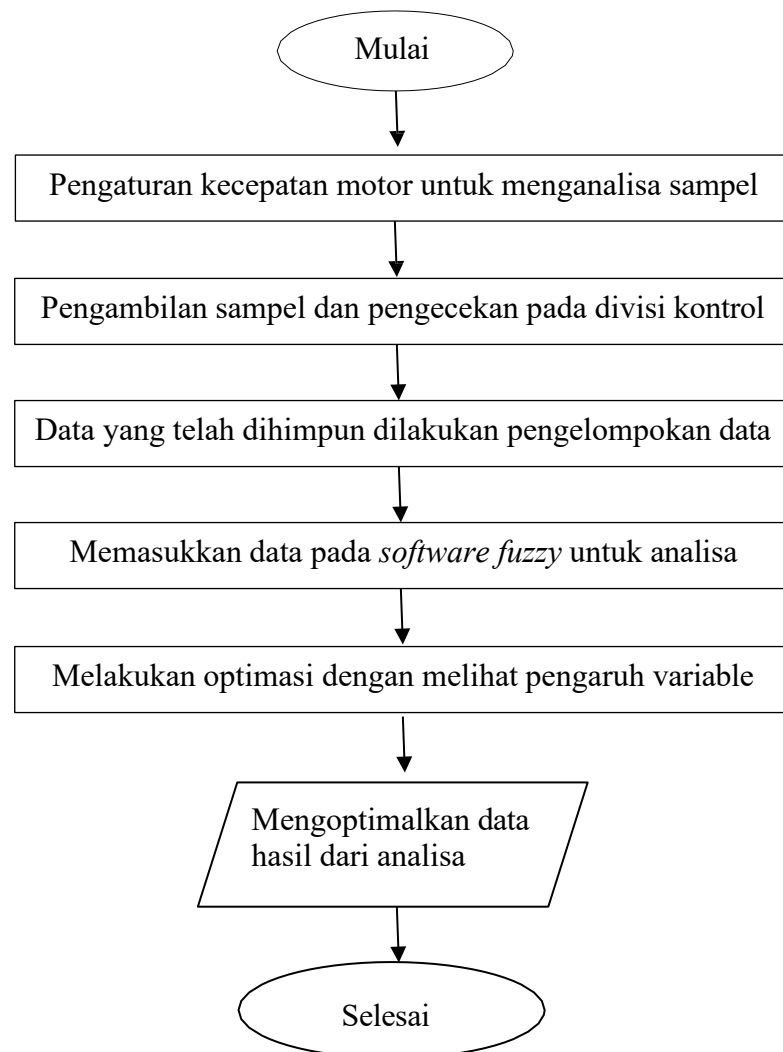 Mulai
Pengaturan kecepatan motor untuk menganalisa sampel
Pengambilan sampel dan pengecekan pada divisi kontrol
Data yang telah dihimpun dilakukan pengelompokan data
Memasukkan data pada software fuzzy untuk analisa
Melakukan optimasi dengan melihat pengaruh variable
Mengoptimalkan data
hasil dari analisa
Selesai